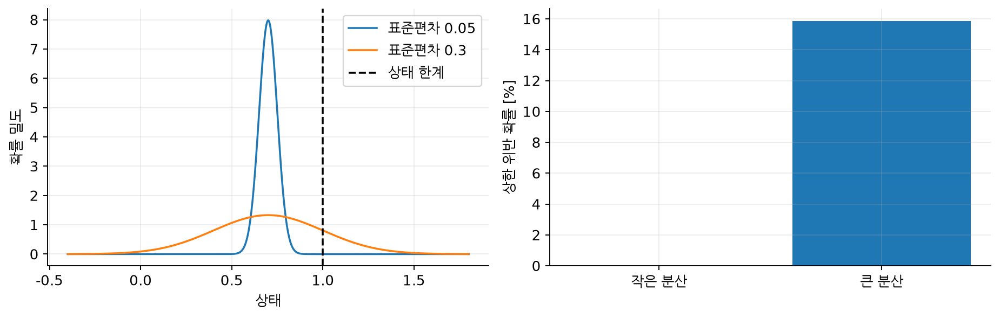 확률 밀도
8
7
6
5
4
3
2
1
0
-0.5
0.0
0.5
1.0
1.5
상태
표준편차 0.05
표준편차 0.3
상태 한계
상한 위반 확률 [%]
16
14
12
10
8
6
4
2
0
작은 분산
큰 분산